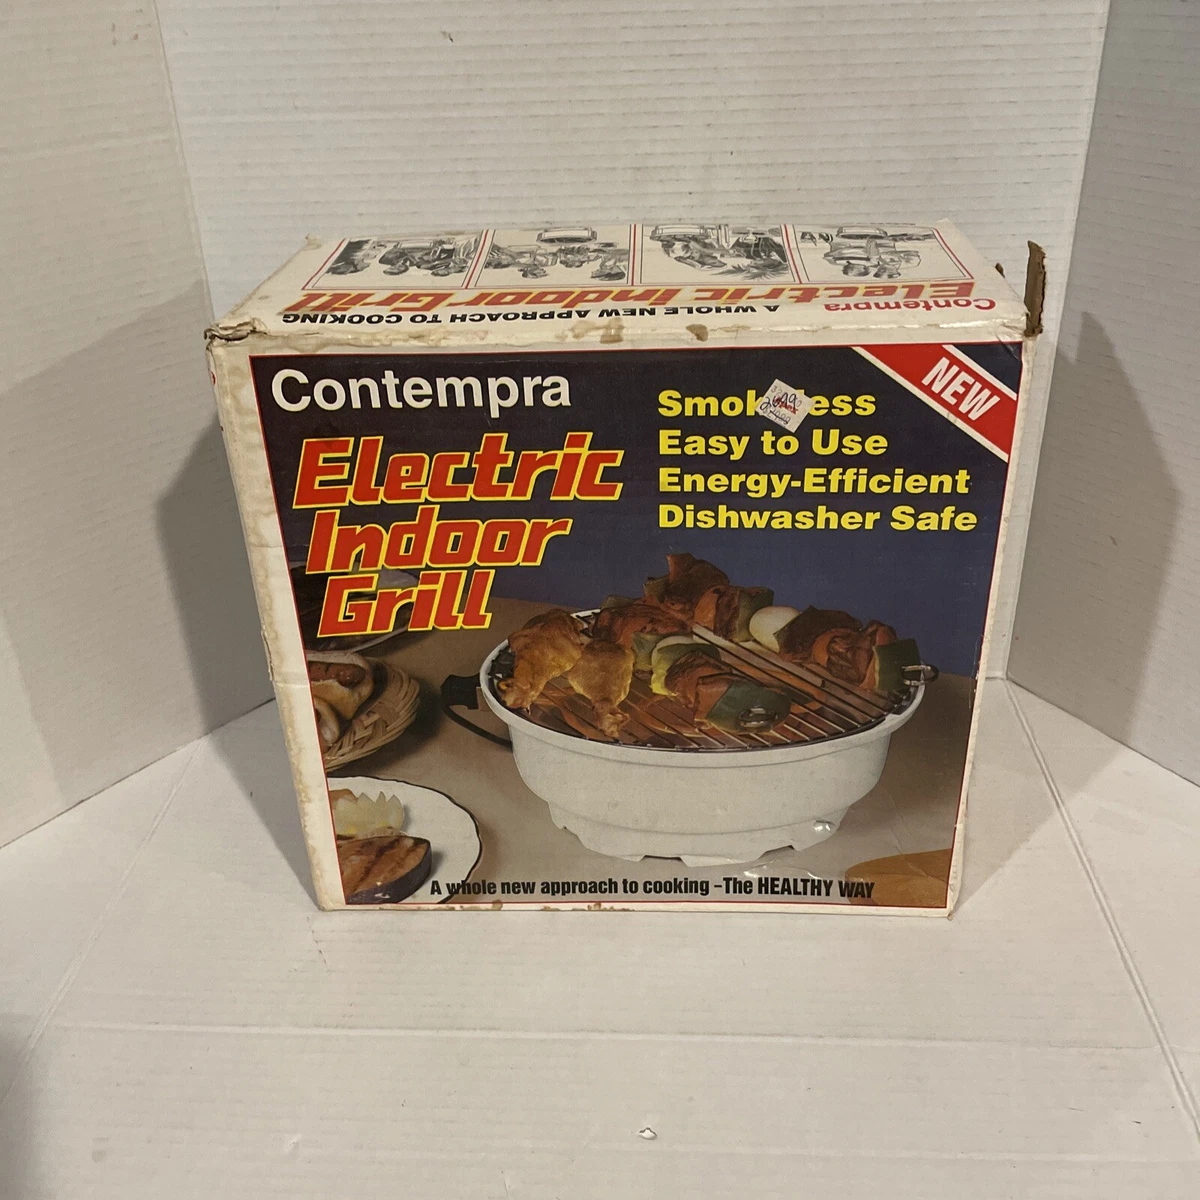 Contempra
Electric Indoor Grill
A WHOLE NEW APPROACH TO COOKING
Contempra
Electric
Indoor
Grill
Smokeless
Easy to Use
Energy-Efficient
Dishwasher Safe
NEW
A whole new approach to cooking –The HEALTHY WAY